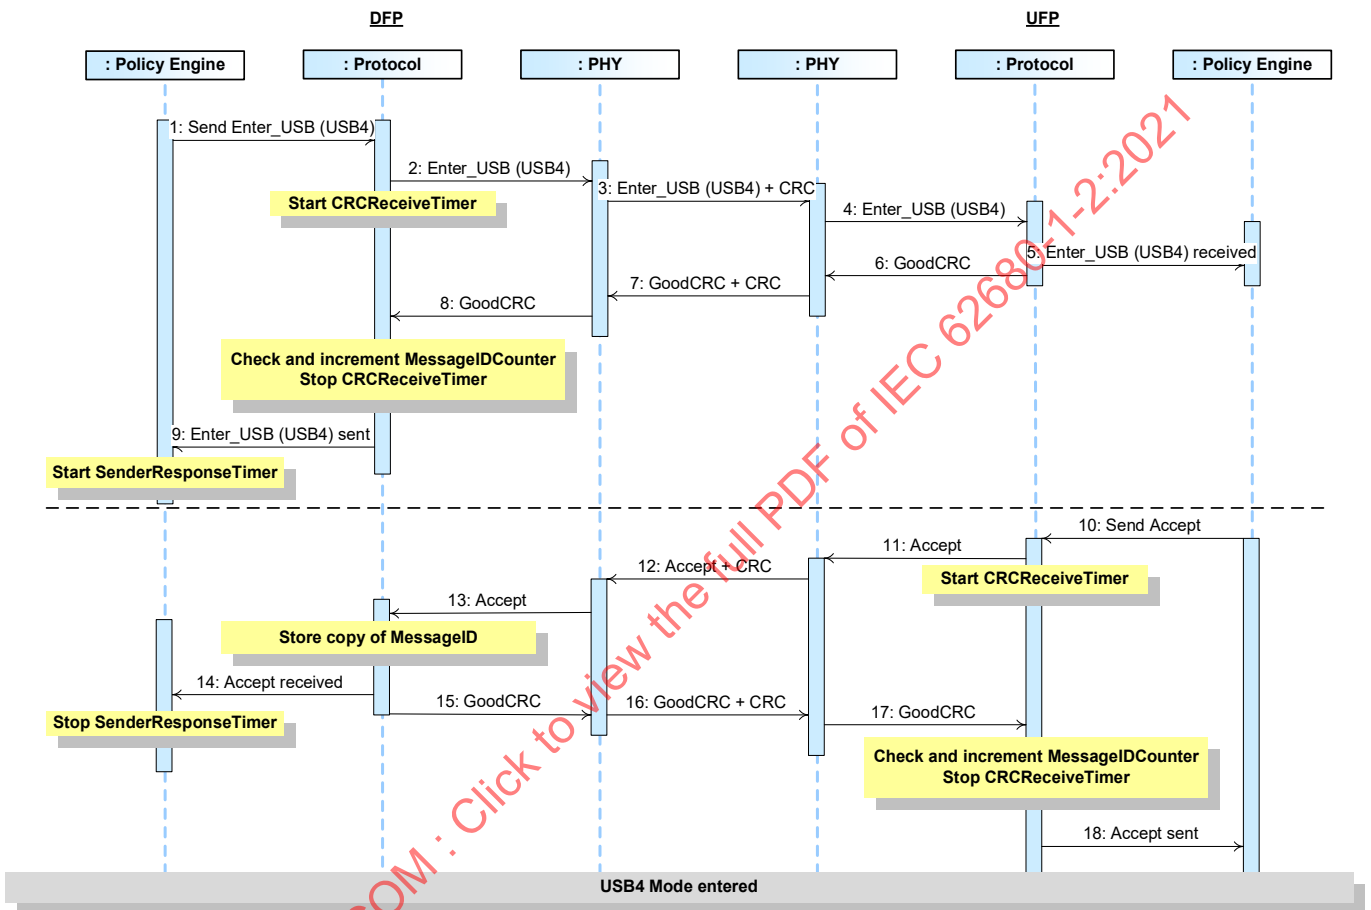 DFP
UFP
: Policy Engine
: Protocol
: PHY
: PHY
: Protocol
: Policy Engine
1: Send Enter_USB (USB4)
2: Enter_USB (USB4)
3: Enter_USB (USB4) + CRC
Start CRCReceiveTimer
4: Enter_USB (USB4)
5: Enter_USB (USB4) received
6: GoodCRC
7: GoodCRC + CRC
8: GoodCRC
Check and increment MessageIDCounter
Stop CRCReceiveTimer
9: Enter_USB (USB4) sent
Start SenderResponseTimer
10: Send Accept
11: Accept
12: Accept + CRC
Start CRCReceiveTimer
13: Accept
Store copy of MessageID
14: Accept received
15: GoodCRC
16: GoodCRC + CRC
17: GoodCRC
Stop SenderResponseTimer
Check and increment MessageIDCounter
Stop CRCReceiveTimer
18: Accept sent
USB4 Mode entered
OM : Click to view the full PDF of IEC 62680-1-2:2021